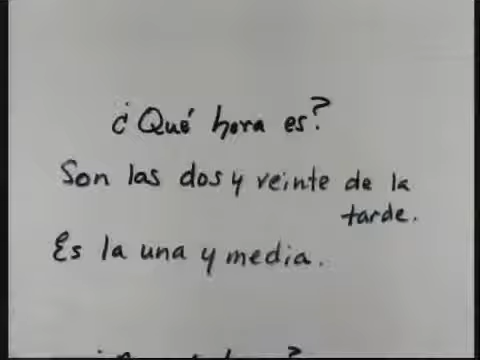 ¿Qué hora es?
Son las dos y veinte de la
tarde.
Es la una y media.